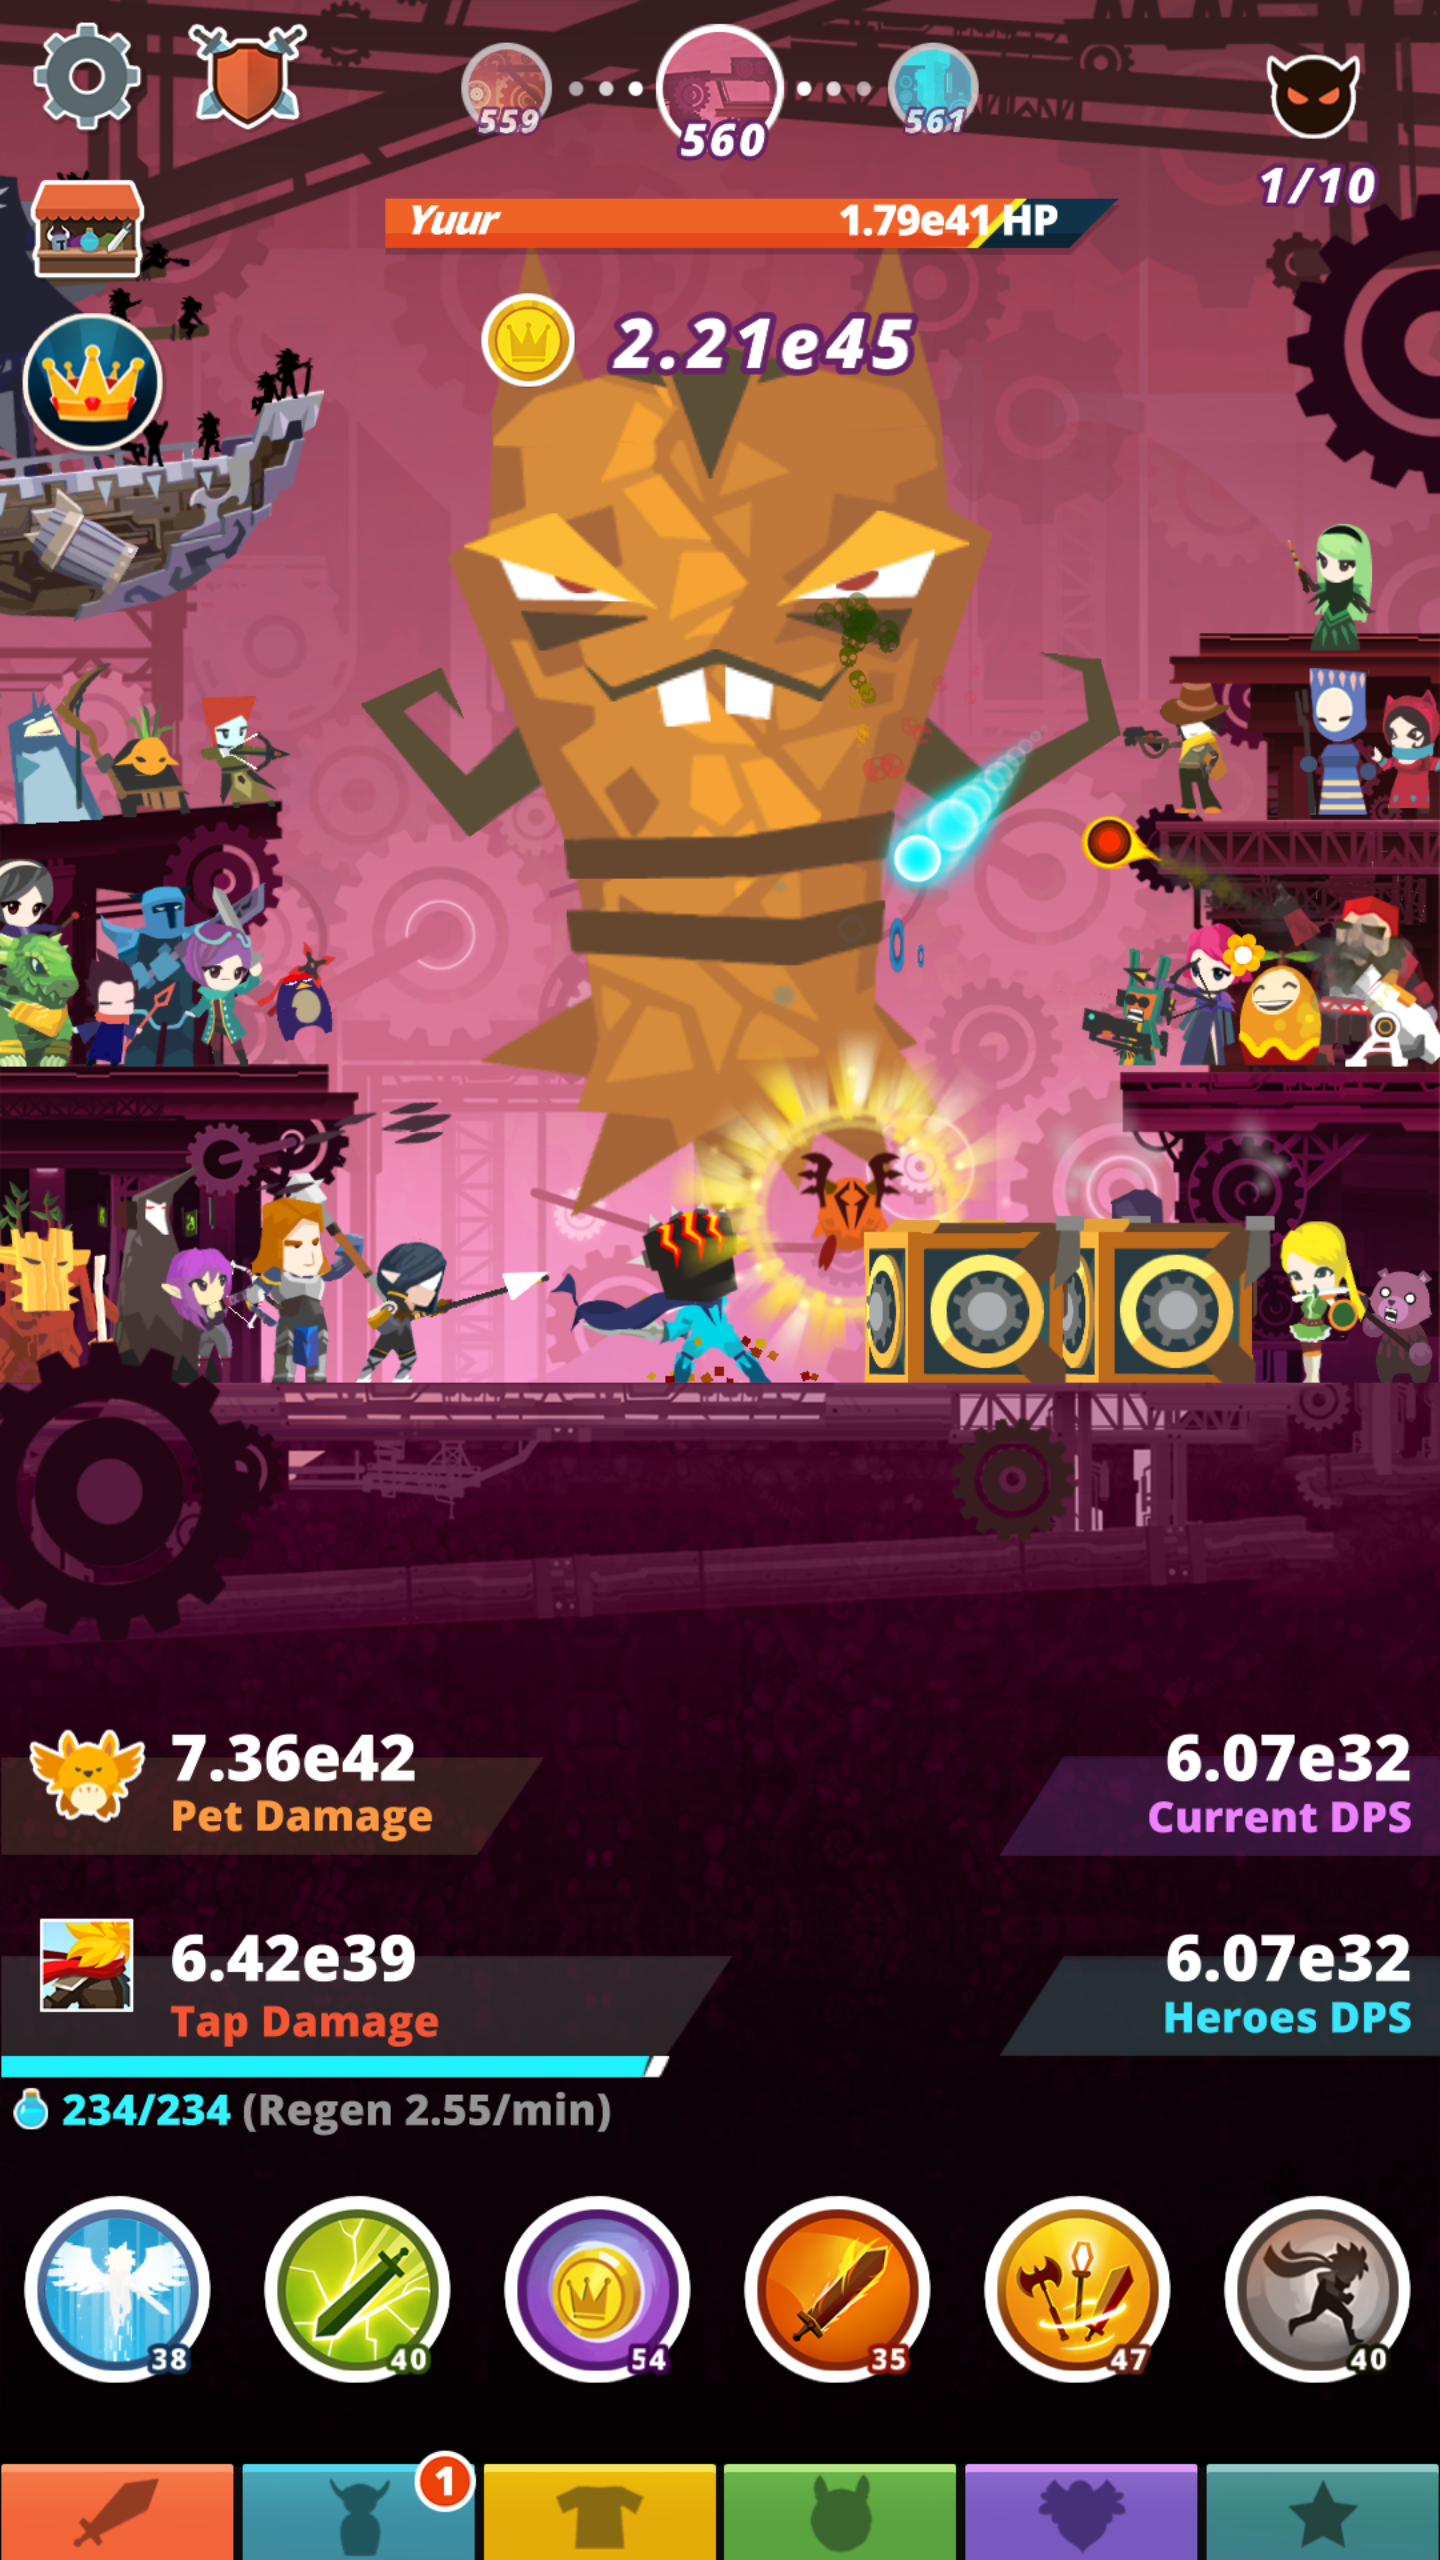 559
560
561
1/10
Yuur 1.79e41 HP
2.21e45
7.36e42
Pet Damage
6.07e32
Current DPS
6.42e39
Tap Damage
6.07e32
Heroes DPS
234/234 (Regen 2.55/min)
38
40
54
35
47
40
1